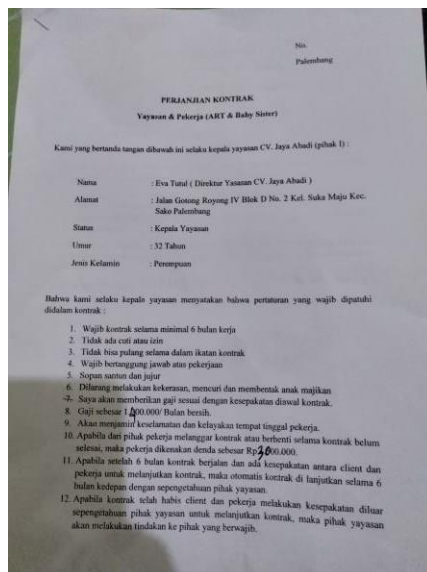 No.
Palembang
PERJANJIAN KONTRAK
Yayasan & Pekerja (ART & Baby Sister)
Kami yang bertanda tangan dibawah ini selaku kepala yayasan CV. Jaya Abadi (pihak I) :
Nama : Eva Tutul ( Direktur Yasasan CV. Jaya Abadi )
Alamat : Jalan Gotong Royong IV Blok D No. 2 Kel. Suka Maju Kec.
Sako Palembang
Status : Kepala Yayasan
Umur : 32 Tahun
Jenis Kelamin : Perempuan
Bahwa kami selaku kepala yayasan menyatakan bahwa pertaturan yang wajib dipatuhi
didalam kontrak :
1. Wajib kontrak selama minimal 6 bulan kerja
2. Tidak ada cuti atau izin
3. Tidak bisa pulang selama dalam ikatan kontrak
4. Wajib bertanggung jawab atas pekerjaan
5. Sopan santun dan jujur
6. Dilarang melakukan kekerasan, mencuri dan membentak anak majikan
7. Saya akan memberikan gaji sesuai dengan kesepakatan diawal kontrak.
8. Gaji sebesar / Bulan bersih.
9. Akan menjamin keselamatan dan kelayakan tempat tinggal pekerja.
10. Apabila dari pihak pekerja melanggar kontrak atau berhenti selama kontrak belum
selesai, maka pekerja dikenakan denda sebesar
11. Apabila setelah 6 bulan kontrak berjalan dan ada kesepakatan antara client dan
pekerja untuk melanjutkan kontrak, maka otomatis kontrak di lanjutkan selama 6
bulan kedepan dengan sepengetahuan pihak yayasan.
12. Apabila kontrak telah habis client dan pekerja melakukan kesepakatan diluar
sepengetahuan pihak yayasan untuk melanjutkan kontrak, maka pihak yayasan
akan melakukan tindakan ke pihak yang berwajib.